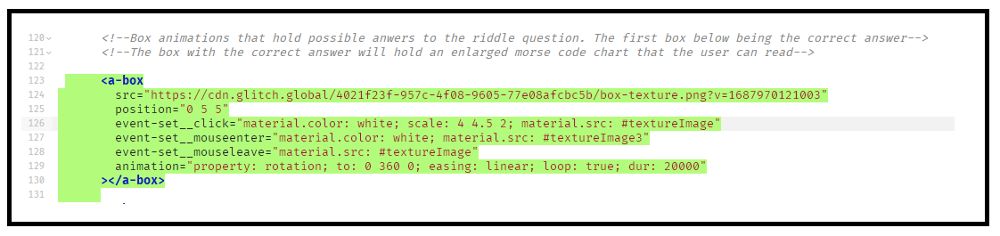 120 <!--Box animations that hold possible anwers to the riddle question. The first box below being the correct answer-->
121 <!--The box with the correct answer will hold an enlarged morse code chart that the user can read-->
122
123 <a-box
124 src="https://cdn.glitch.global/4021f23f-957c-4f08-9605-77e08afcbc5b/box-texture.png?v=1687970121003"
125 position="0 5 5"
126 event-set__click="material.color: white; scale: 4 4.5 2; material.src: #textureImage"
127 event-set__mouseenter="material.color: white; material.src: #textureImage3"
128 event-set__mouseleave="material.src: #textureImage"
129 animation="property: rotation; to: 0 360 0; easing: linear; loop: true; dur: 20000"
130 ></a-box>
131